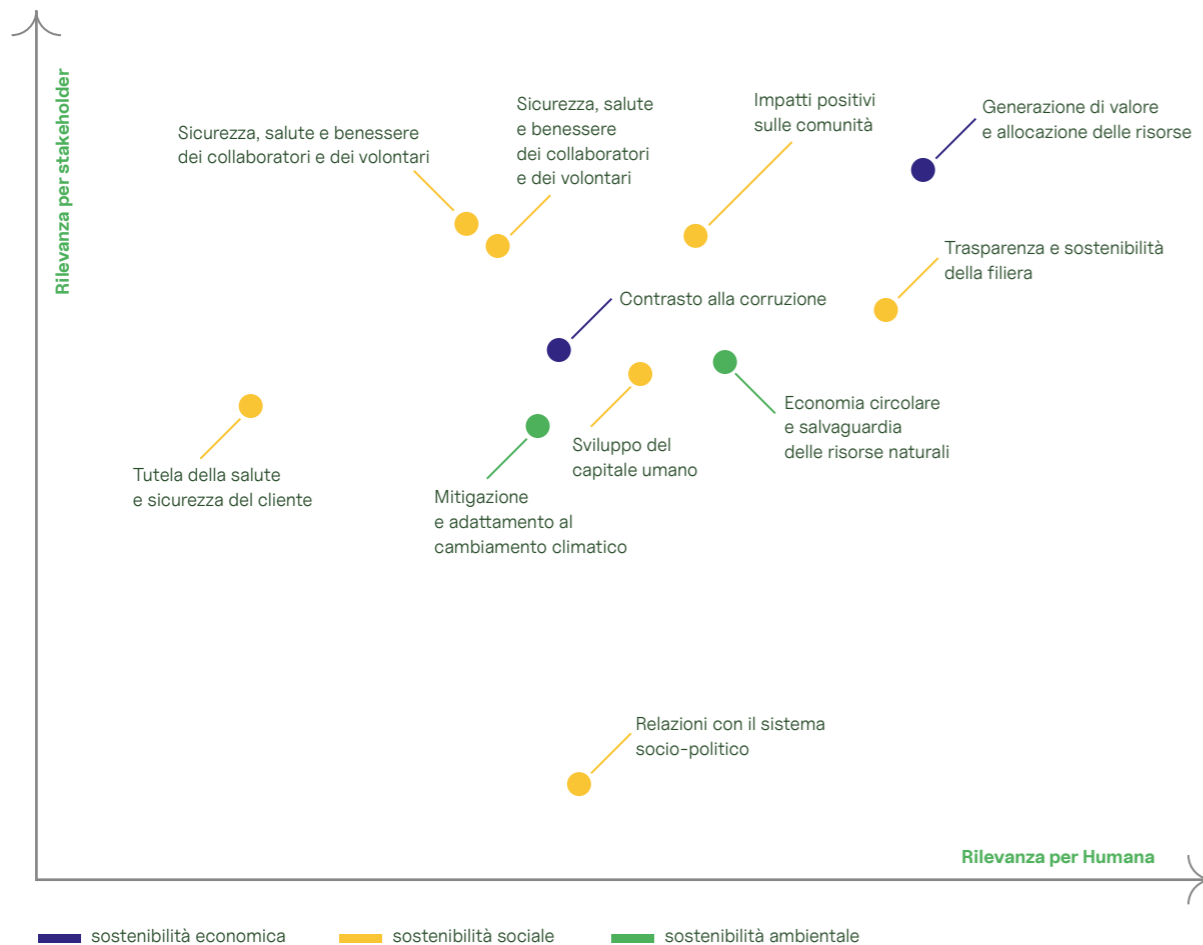 Rilevanza per stakeholder
Sicurezza, salute e benessere
dei collaboratori e dei volontari
Sicurezza, salute
e benessere
dei collaboratori
e dei volontari
Impatti positivi
sulle comunità
Generazione di valore
e allocazione delle risorse
Trasparenza e sostenibilità
della filiera
Contrasto alla corruzione
Economia circolare
e salvaguardia
delle risorse naturali
Sviluppo del
capitale umano
Tutela della salute
e sicurezza del cliente
Mitigazione
e adattamento al
cambiamento climatico
Relazioni con il sistema
socio-politico
Rilevanza per Humana
sostenibilità economica
sostenibilità sociale
sostenibilità ambientale